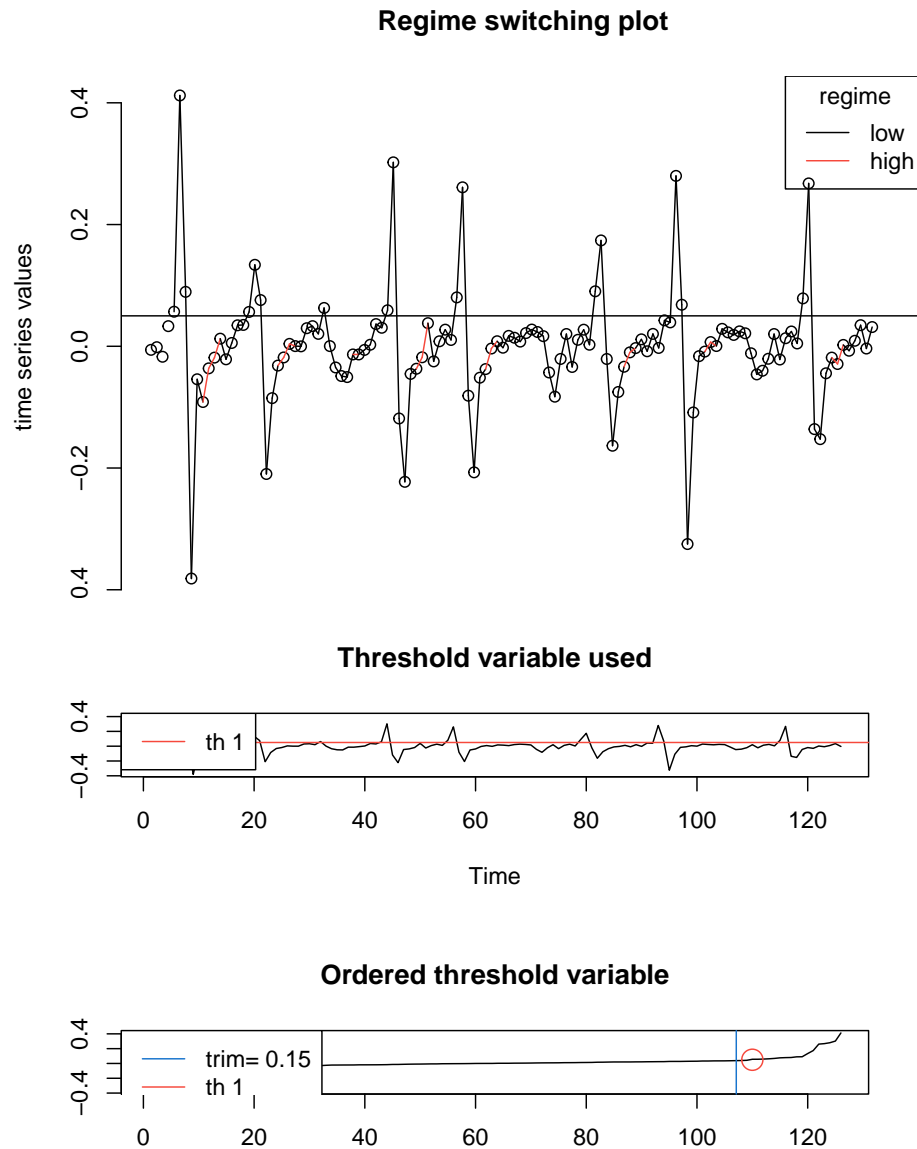 Regime switching plot
regime
low
high
0.4
0.2
0.0
−0.2
0.4
time series values
Threshold variable used
0.4
−0.4
th 1
0 20 40 60 80 100 120
Time
Ordered threshold variable
0.4
−0.4
trim= 0.15
th 1
0 20 40 60 80 100 120